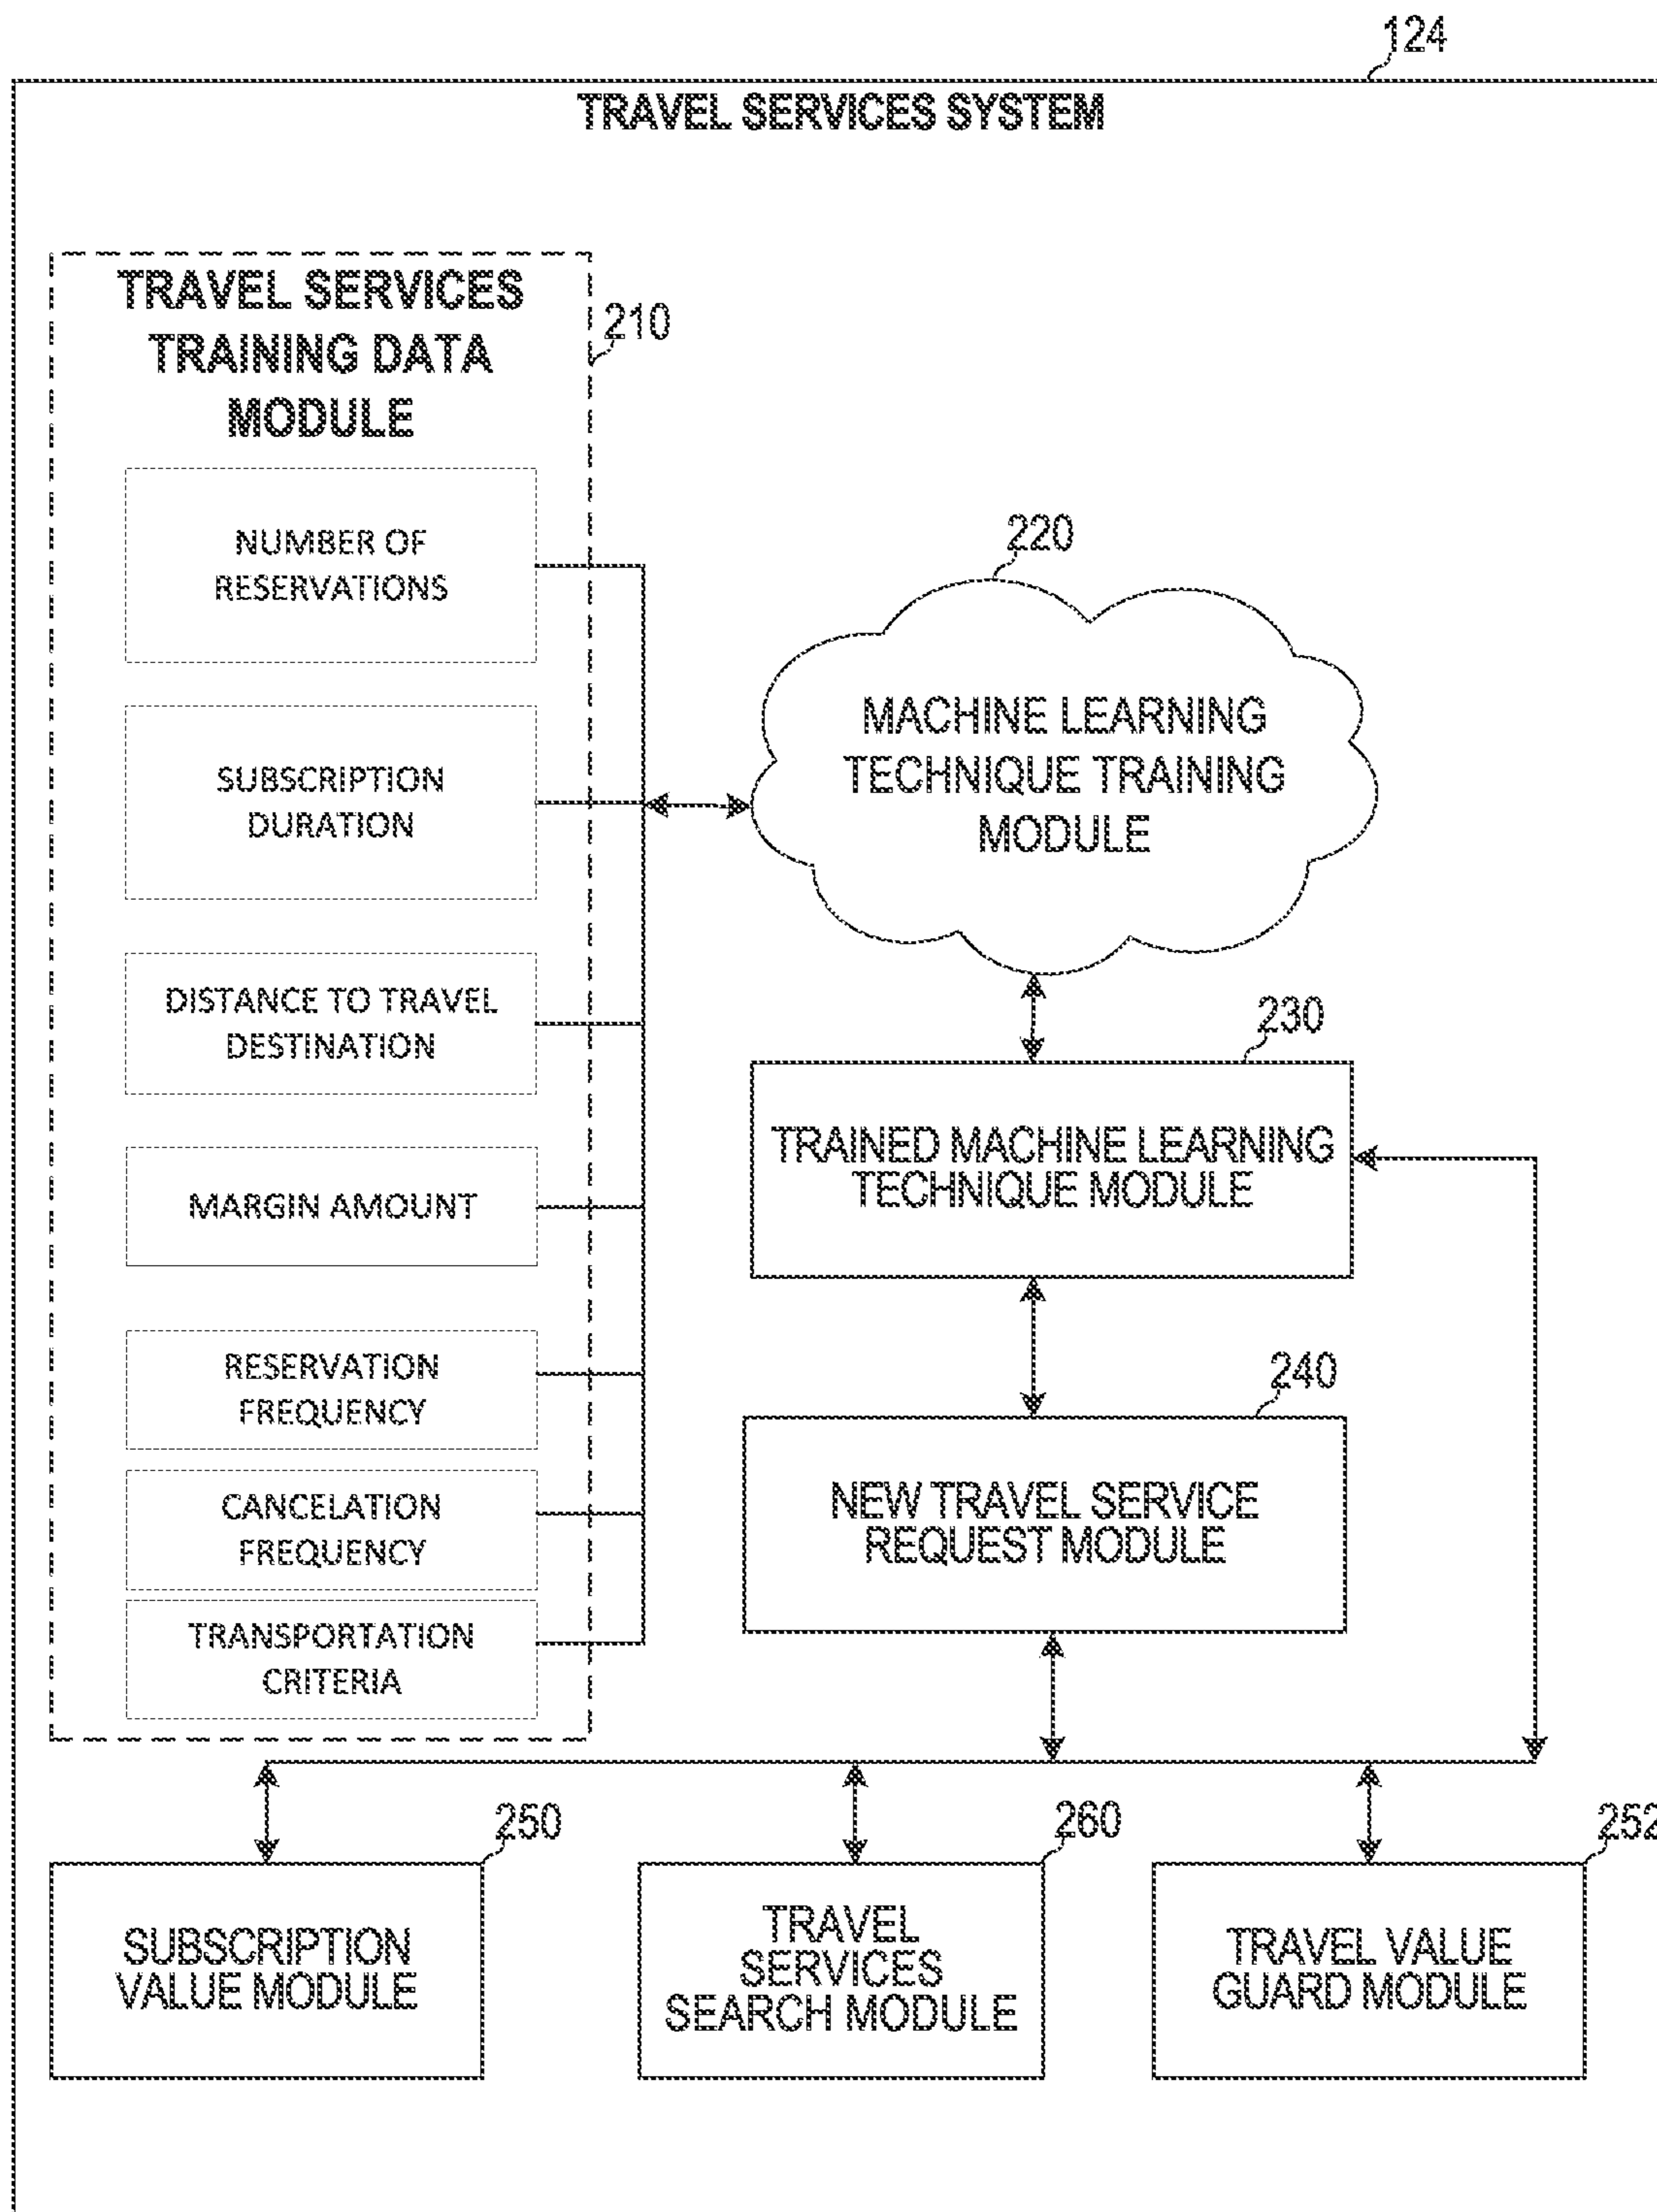 124
TRAVEL SERVICES SYSTEM
TRAVEL SERVICES
TRAINING DATA
MODULE
210
NUMBER OF
RESERVATIONS
SUBSCRIPTION
DURATION
DISTANCE TO TRAVEL
DESTINATION
MARGIN AMOUNT
RESERVATION
FREQUENCY
CANCELATION
FREQUENCY
TRANSPORTATION
CRITERIA
220
MACHINE LEARNING
TECHNIQUE TRAINING
MODULE
230
TRAINED MACHINE LEARNING
TECHNIQUE MODULE
240
NEW TRAVEL SERVICE
REQUEST MODULE
250
SUBSCRIPTION
VALUE MODULE
260
TRAVEL
SERVICES
SEARCH MODULE
252
TRAVEL VALUE
GUARD MODULE